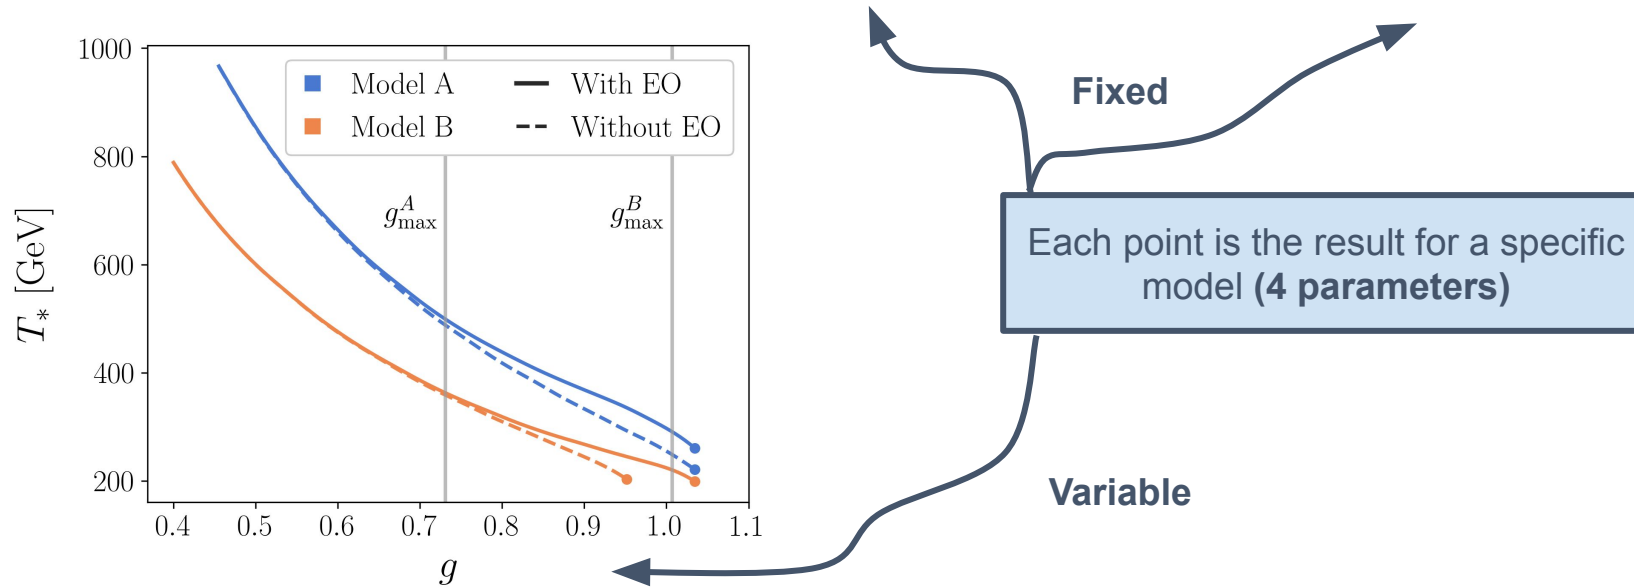 1000
800
600
400
200
T* [GeV]
Model A
With EO
Model B
Without EO
g^A_max
g^B_max
0.4 0.5 0.6 0.7 0.8 0.9 1.0 1.1
g
Fixed
Each point is the result for a specific
model (4 parameters)
Variable